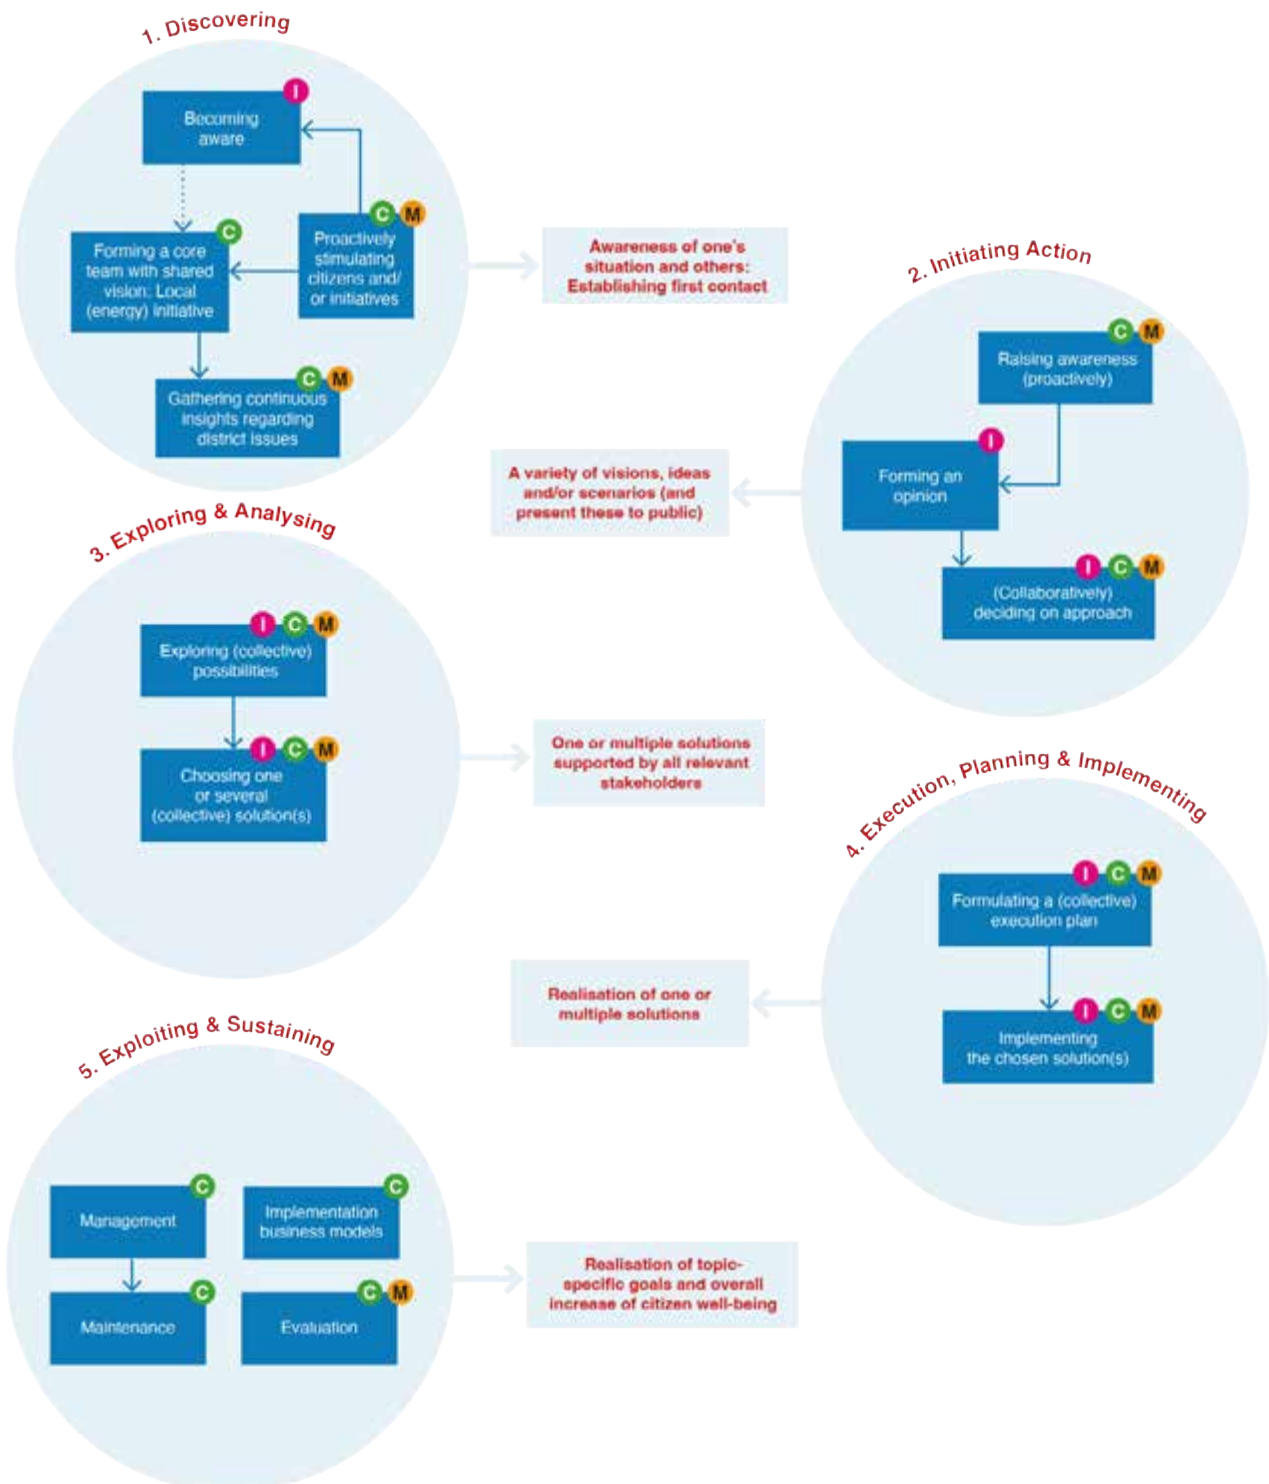 1. Discovering
I
Becoming
aware
C
Forming a core
team with shared
vision: Local
(energy) initiative
C M
Proactively
stimulating
citizens and/
or initiatives
C M
Gathering continuous
insights regarding
district issues
Awareness of one's
situation and others:
Establishing first contact
2. Initiating Action
C M
Raising awareness
(proactively)
I
Forming an
opinion
I C M
(Collaboratively)
deciding on approach
A variety of visions, ideas
and/or scenarios (and
present these to public)
3. Exploring & Analysing
I C M
Exploring (collective)
possibilities
I C M
Choosing one
or several
(collective) solution(s)
One or multiple solutions
supported by all relevant
stakeholders
4. Execution, Planning & Implementing
I C M
Formulating a (collective)
execution plan
I C M
Implementing
the chosen solution(s)
Realisation of one or
multiple solutions
5. Exploiting & Sustaining
C
Management
C
Implementation
business models
C
Maintenance
C M
Evaluation
Realisation of topic-
specific goals and overall
increase of citizen well-being